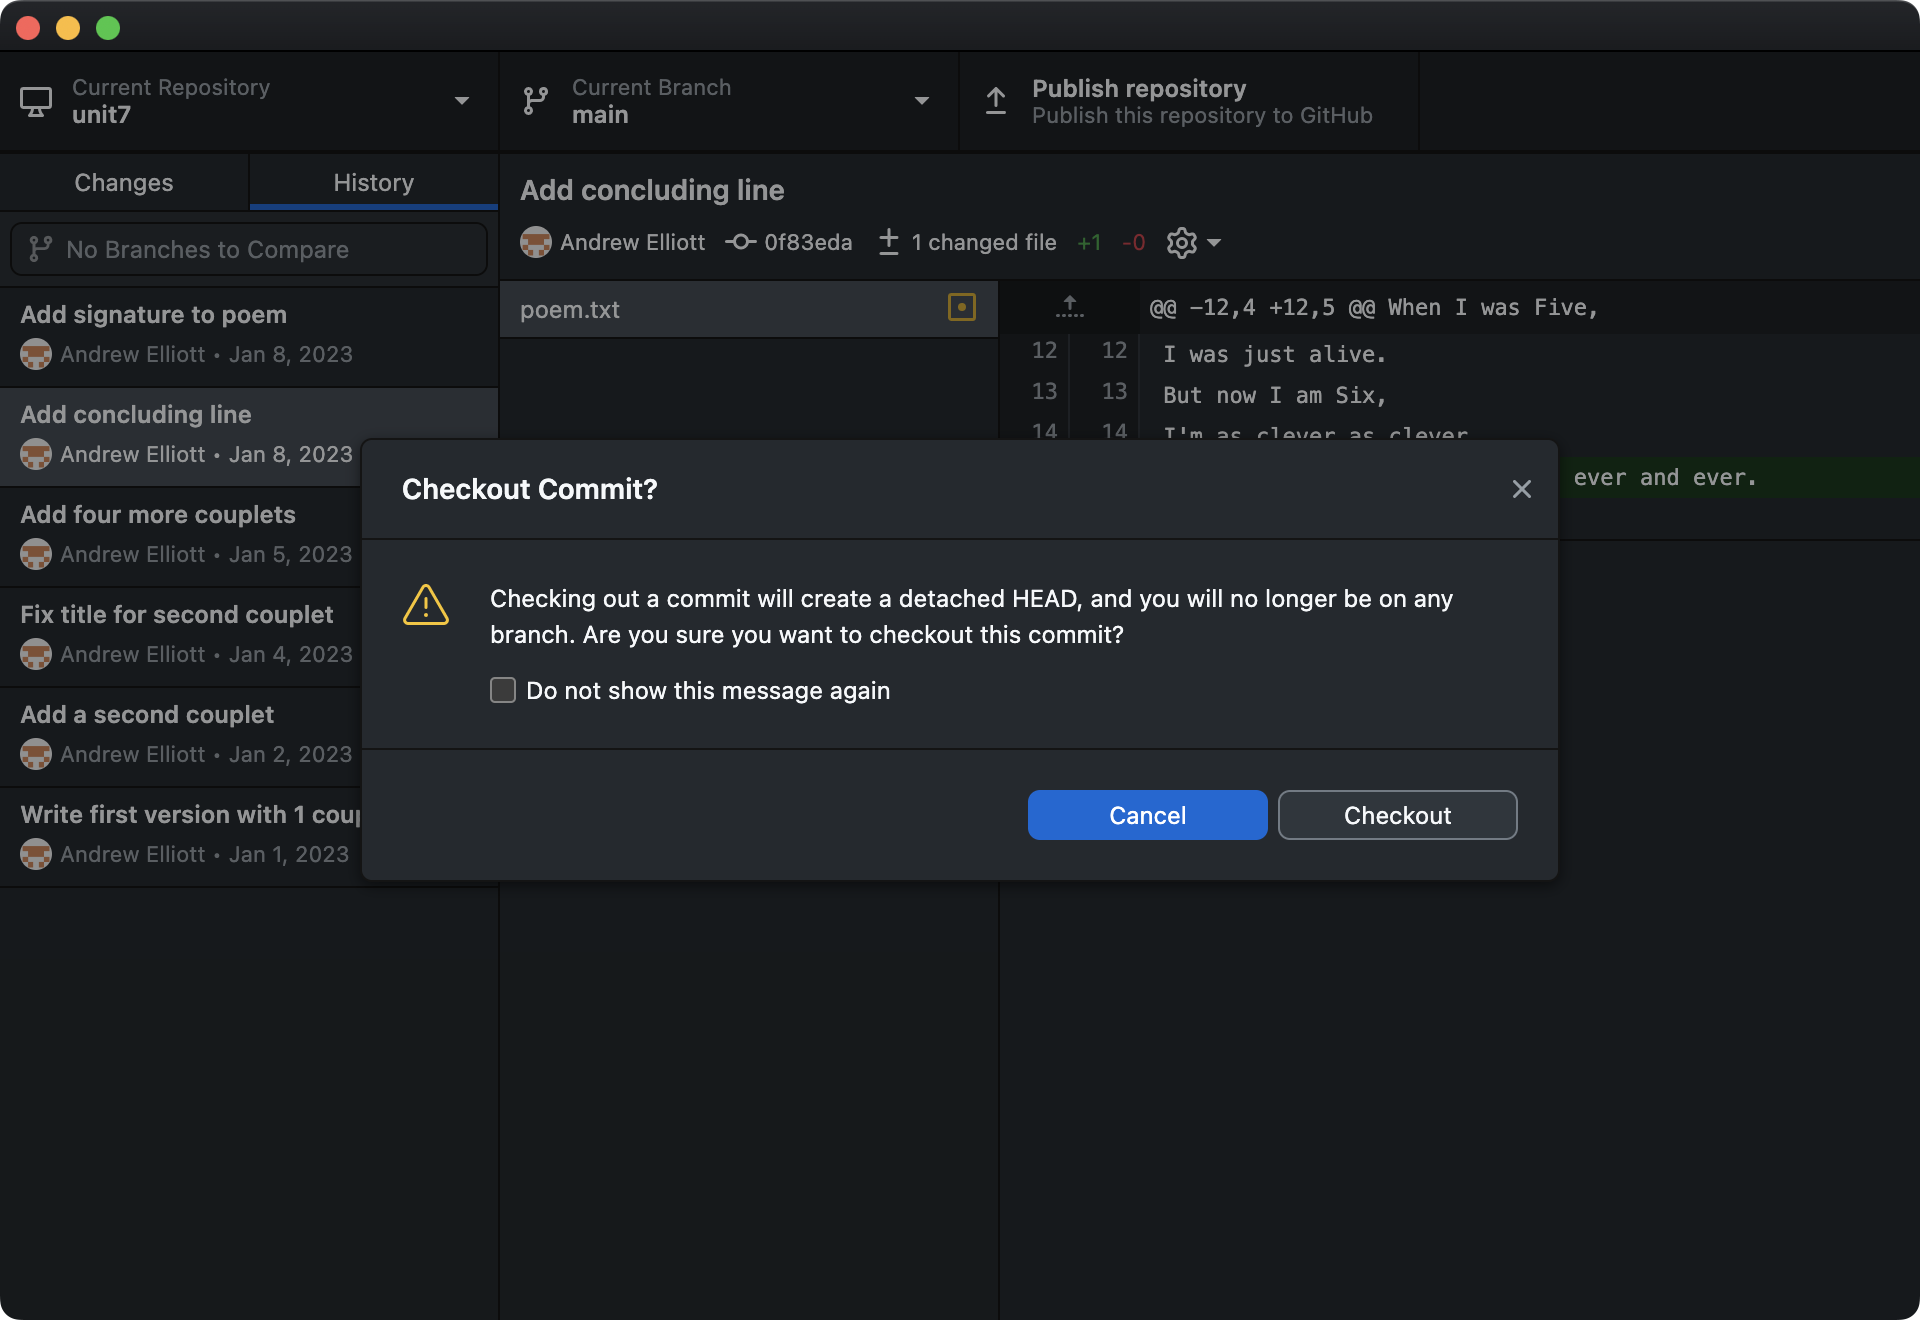 Current Repository
unit7
Current Branch
main
Publish repository
Publish this repository to GitHub
Changes
History
No Branches to Compare
Add signature to poem
Andrew Elliott • Jan 8, 2023
Add concluding line
Andrew Elliott • Jan 8, 2023
Add four more couplets
Andrew Elliott • Jan 5, 2023
Fix title for second couplet
Andrew Elliott • Jan 4, 2023
Add a second couplet
Andrew Elliott • Jan 2, 2023
Write first version with 1 coup
Andrew Elliott • Jan 1, 2023
Add concluding line
Andrew Elliott 0f83eda 1 changed file +1 -0
poem.txt
@@ -12,4 +12,5 @@ When I was Five,
12 12 I was just alive.
13 13 But now I am Six,
14 14 I'm as clever as clever
ever and ever.
Checkout Commit?
Checking out a commit will create a detached HEAD, and you will no longer be on any
branch. Are you sure you want to checkout this commit?
Do not show this message again
Cancel
Checkout